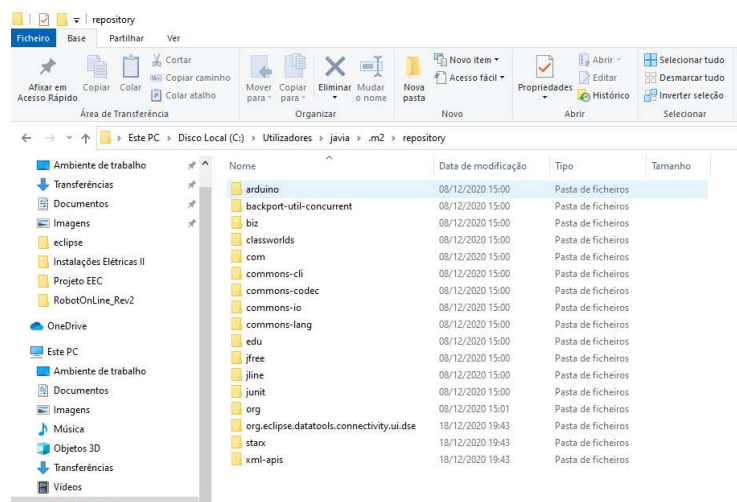 repository
Ficheiro Base Partilhar Ver
Afixar em Acesso Rápido
Copiar
Colar
Cortar
Copiar caminho
Colar atalho
Mover para
Copiar para
Eliminar
Mudar o nome
Nova pasta
Novo item
Acesso fácil
Propriedades
Abrir
Editar
Histórico
Selecionar tudo
Desmarcar tudo
Inverter seleção
Área de Transferência Organizar Novo Abrir Selecionar
Este PC > Disco Local (C:) > Utilizadores > javia > .m2 > repository
Ambiente de trabalho
Transferências
Documentos
Imagens
eclipse
Instalações Elétricas II
Projeto EEC
RobotOnLine_Rev2
OneDrive
Este PC
Ambiente de trabalho
Documentos
Imagens
Música
Objetos 3D
Transferências
Vídeos
Nome Data de modificação Tipo Tamanho
arduino 08/12/2020 15:00 Pasta de ficheiros
backport-util-concurrent 08/12/2020 15:00 Pasta de ficheiros
biz 08/12/2020 15:00 Pasta de ficheiros
classworlds 08/12/2020 15:00 Pasta de ficheiros
com 08/12/2020 15:00 Pasta de ficheiros
commons-cli 08/12/2020 15:00 Pasta de ficheiros
commons-codec 08/12/2020 15:00 Pasta de ficheiros
commons-io 08/12/2020 15:00 Pasta de ficheiros
commons-lang 08/12/2020 15:00 Pasta de ficheiros
edu 08/12/2020 15:00 Pasta de ficheiros
jfree 08/12/2020 15:00 Pasta de ficheiros
jline 08/12/2020 15:00 Pasta de ficheiros
junit 08/12/2020 15:00 Pasta de ficheiros
org 08/12/2020 15:01 Pasta de ficheiros
org.eclipse.datatools.connectivity.ui.dse 18/12/2020 19:43 Pasta de ficheiros
starx 18/12/2020 19:43 Pasta de ficheiros
xml-apis 18/12/2020 19:43 Pasta de ficheiros